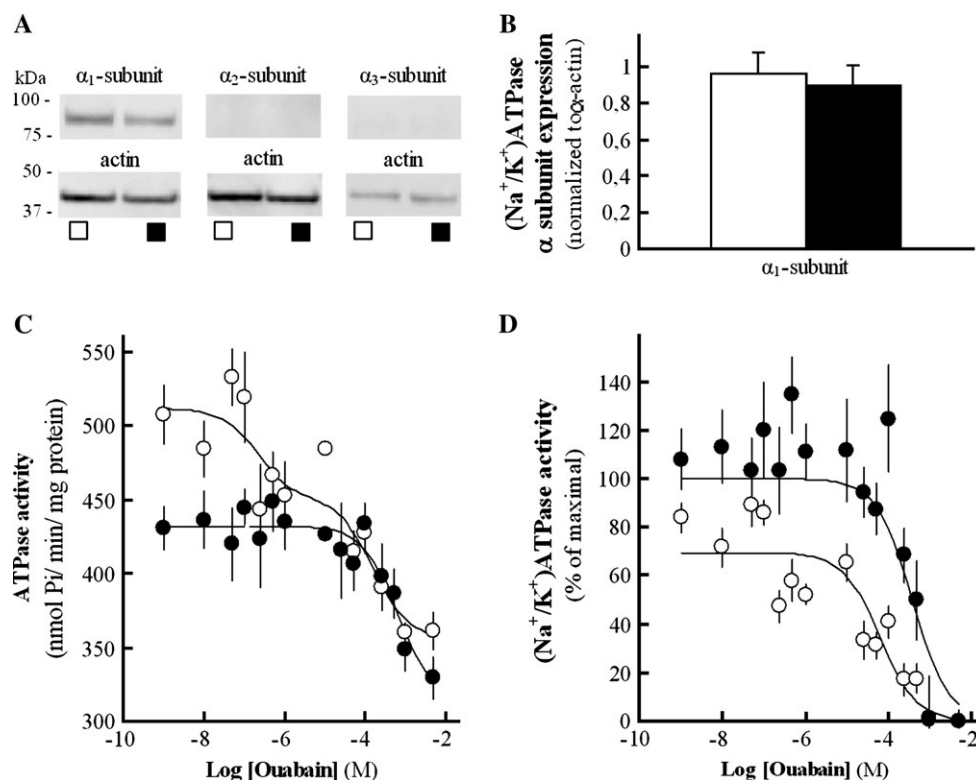 A
kDa
α1-subunit
α2-subunit
α3-subunit
100 -
75 -
actin
actin
actin
50 -
37 -
B
(Na+/K+)ATPase
α subunit expression
(normalized toα-actin)
1
0.8
0.6
0.4
0.2
0
α1-subunit
C
ATPase activity
(nmol Pi/ min/ mg protein)
550
500
450
400
350
300
-10
-8
-6
-4
-2
Log [Ouabain] (M)
D
(Na+/K+)ATPase activity
(% of maximal)
140
120
100
80
60
40
20
0
-10
-8
-6
-4
-2
Log [Ouabain] (M)